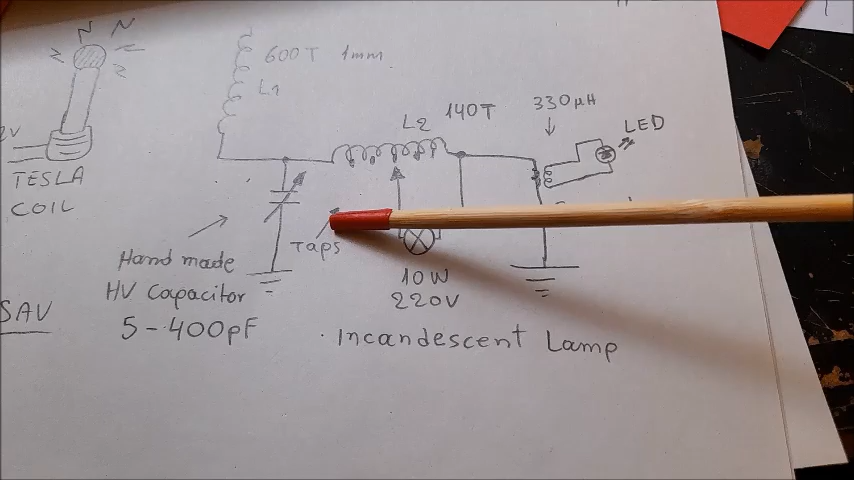 600T 1mm
L1
L2
140T
330µH
LED
TESLA
COIL
Taps
Hand made
HV Capacitor
5-400pF
10W
220V
SAV
Incandescent Lamp